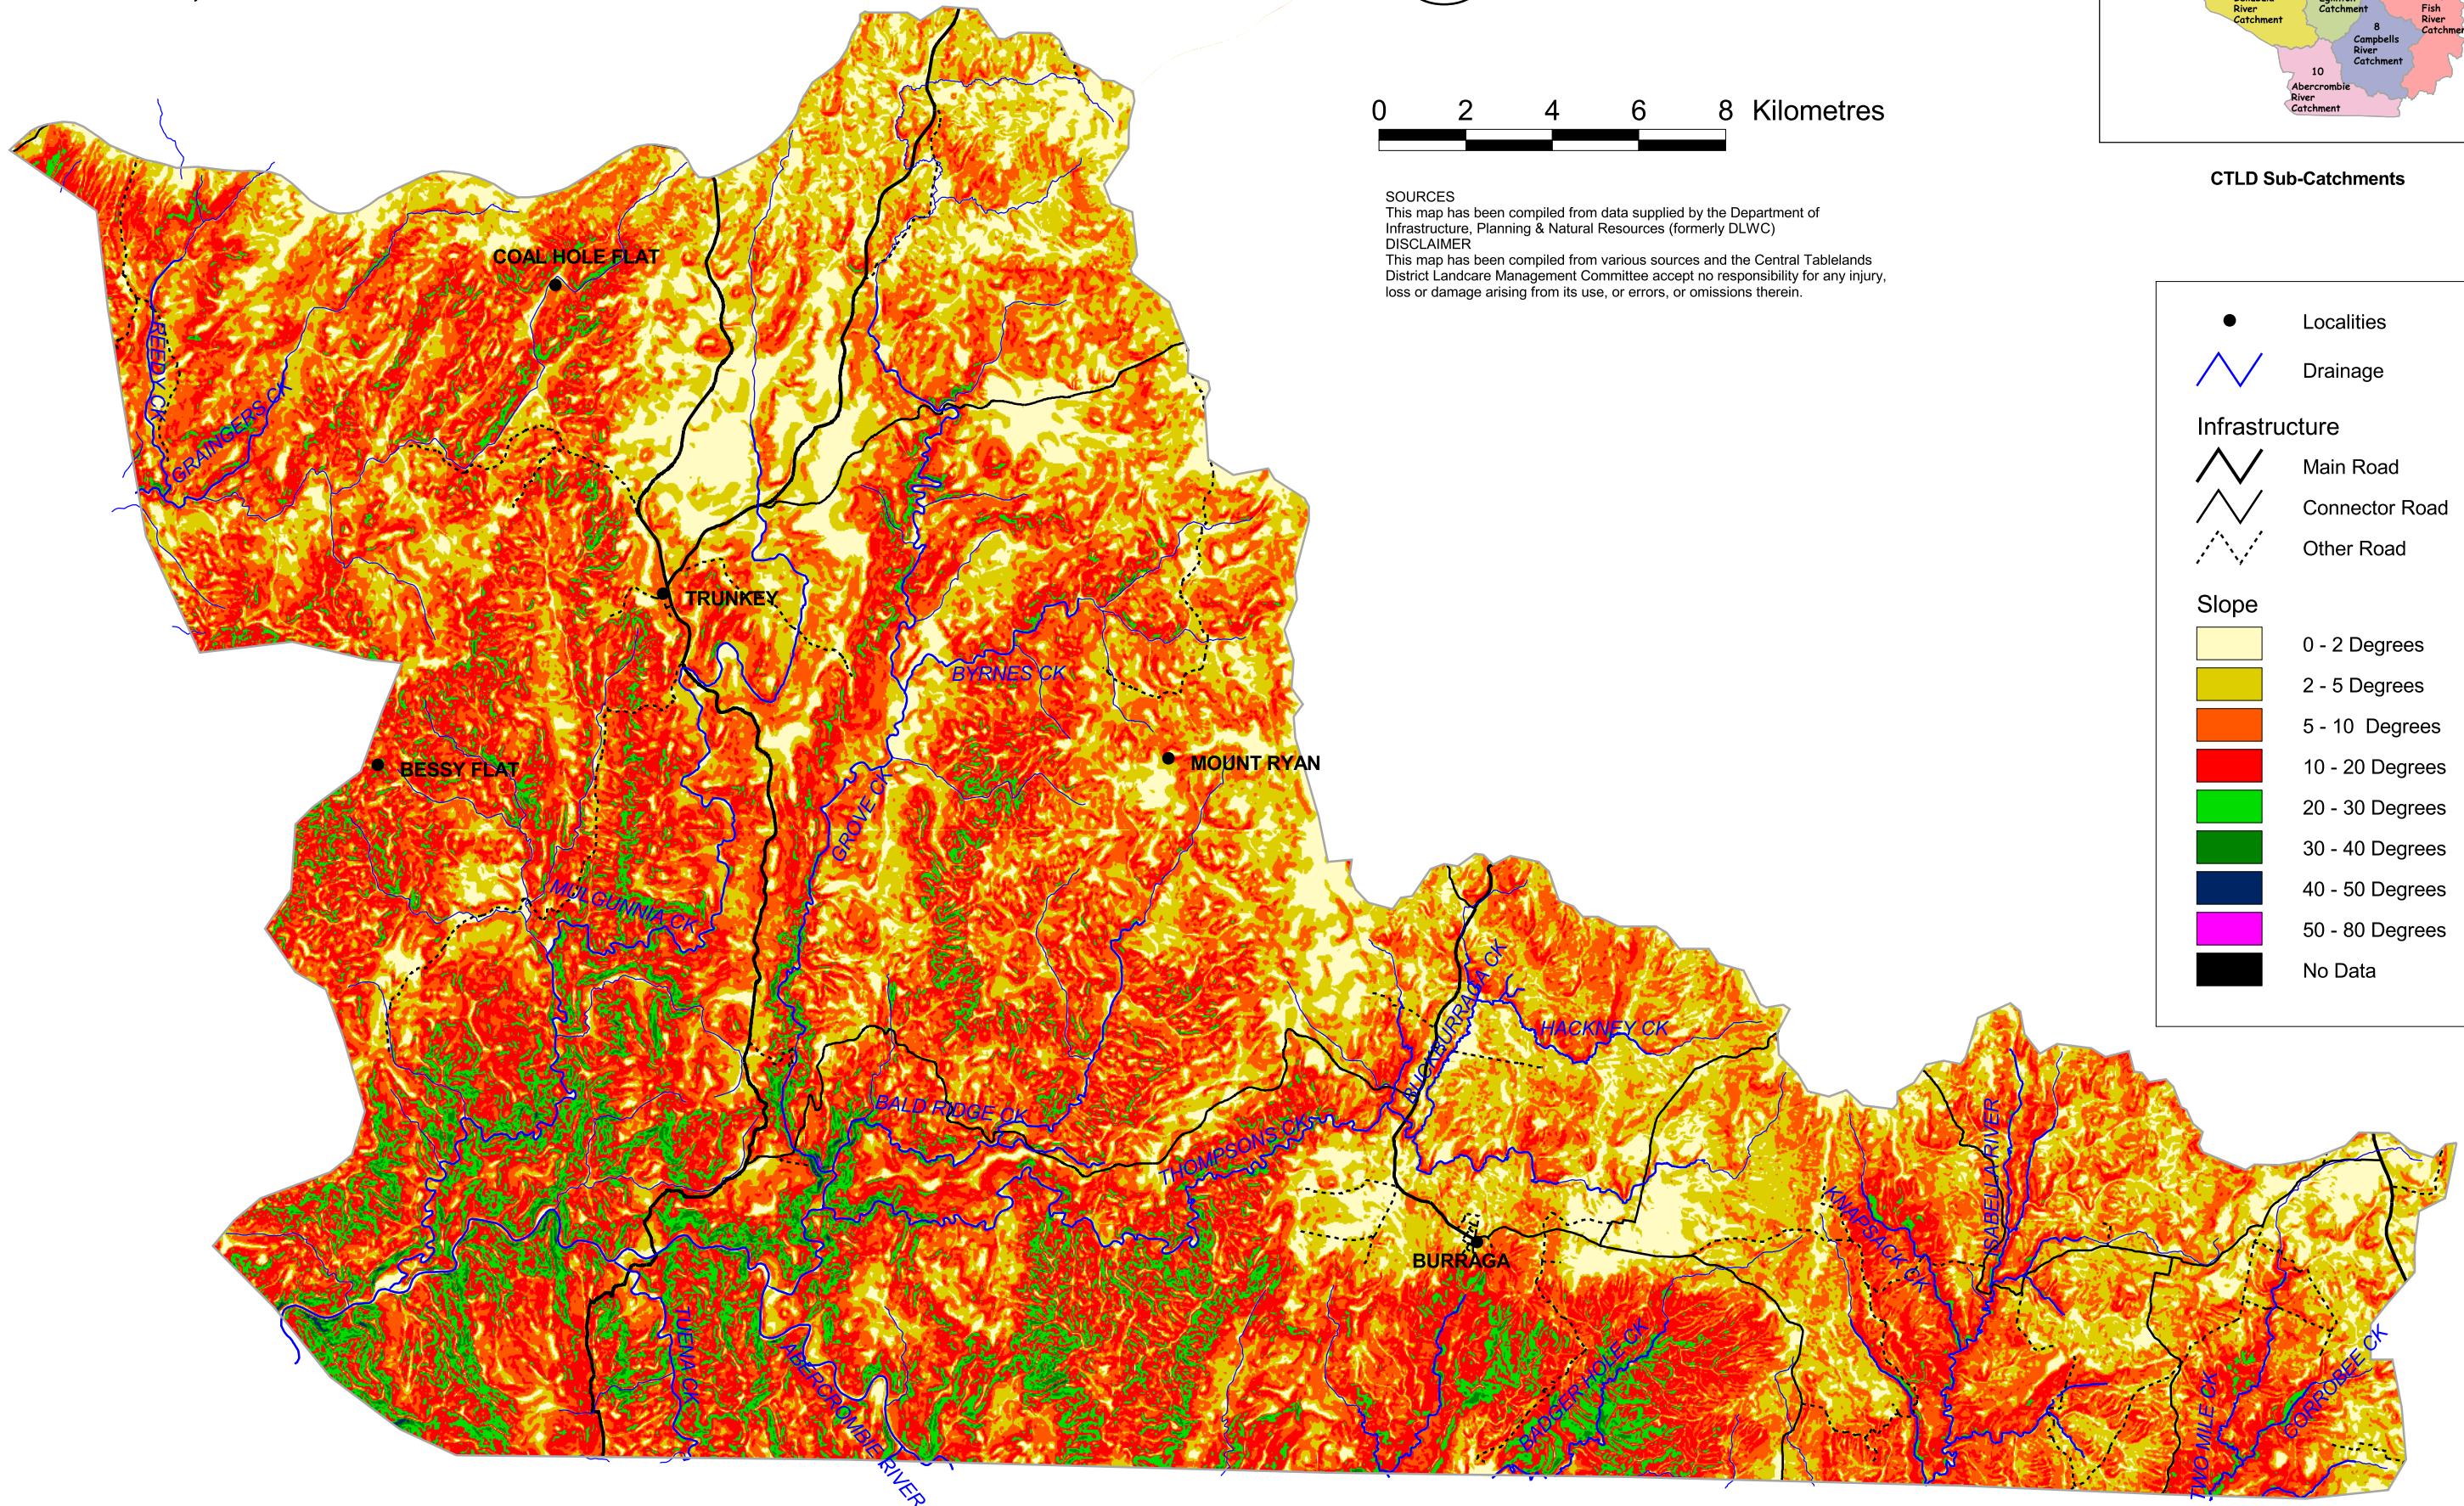 River
Catchment
Catchment
8
Campbells
River
Catchment
Fish
River
10
Abercrombie
River
Catchment
CTLD Sub-Catchments
0 2 4 6 8 Kilometres
SOURCES
This map has been compiled from data supplied by the Department of
Infrastructure, Planning & Natural Resources (formerly DLWC)
DISCLAIMER
This map has been compiled from various sources and the Central Tablelands
District Landcare Management Committee accept no responsibility for any injury,
loss or damage arising from its use, or errors, or omissions therein.
Localities
Drainage
Infrastructure
Main Road
Connector Road
Other Road
Slope
0 - 2 Degrees
2 - 5 Degrees
5 - 10 Degrees
10 - 20 Degrees
20 - 30 Degrees
30 - 40 Degrees
40 - 50 Degrees
50 - 80 Degrees
No Data
COAL HOLE FLAT
REEDY CK
GRAINGERS CK
TRUNKEY
BYRNES CK
BESSY FLAT
MOUNT RYAN
GROVE CK
MULGUNNIA CK
BUCKBURRAGA CK
HACKNEY CK
BALD RIDGE CK
THOMPSONS CK
ISABELLA RIVER
KNAPSACK CK
BURRAGA
TUENA CK
ABERCROMBIE RIVER
BADGER HOLE CK
TWO MILE CK
CORROBEE CK